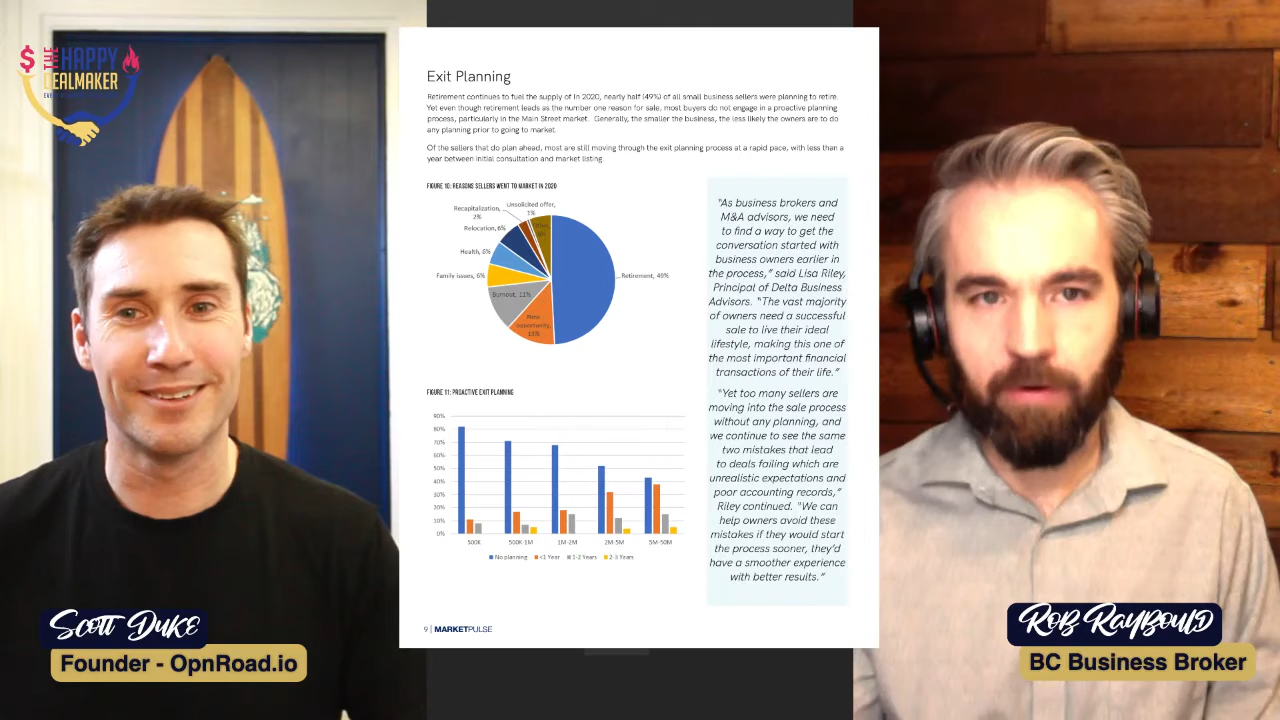 $ THE HAPPY
DEALMAKER
Exit Planning
Retirement continues to fuel the supply of In 2020, nearly half (49%) of all small business sellers were planning to retire.
Yet even though retirement leads as the number one reason for sale, most buyers do not engage in a proactive planning
process, particularly in the Main Street market. Generally, the smaller the business, the less likely the owners are to do
any planning prior to going to market.
Of the sellers that do plan ahead, most are still moving through the exit planning process at a rapid pace, with less than a
year between initial consultation and market listing.
FIGURE 10: REASONS SELLERS WENT TO MARKET IN 2020
Unsolicited offer,
1%
Recapitalization,
2%
Relocation, 6%
Health, 6%
Family issues, 6%
Burnout, 11%
New
opportunity,
13%
Retirement, 49%
FIGURE 11: PROACTIVE EXIT PLANNING
90%
80%
70%
60%
50%
40%
30%
20%
10%
0%
500K 500K-1M 1M-2M 2M-5M 5M-50M
No planning <1 Year 1-2 Years 2-3 Years
"As business brokers and
M&A advisors, we need
to find a way to get the
conversation started with
business owners earlier in
the process," said Lisa Riley,
Principal of Delta Business
Advisors. "The vast majority
of owners need a successful
sale to live their ideal
lifestyle, making this one of
the most important financial
transactions of their life."
"Yet too many sellers are
moving into the sale process
without any planning, and
we continue to see the same
two mistakes that lead
to deals failing which are
unrealistic expectations and
poor accounting records,"
Riley continued. "We can
help owners avoid these
mistakes if they would start
the process sooner, they'd
have a smoother experience
with better results."
9 | MARKETPULSE
Scott Duke
Founder - OpnRoad.io
Rob Raybould
BC Business Broker